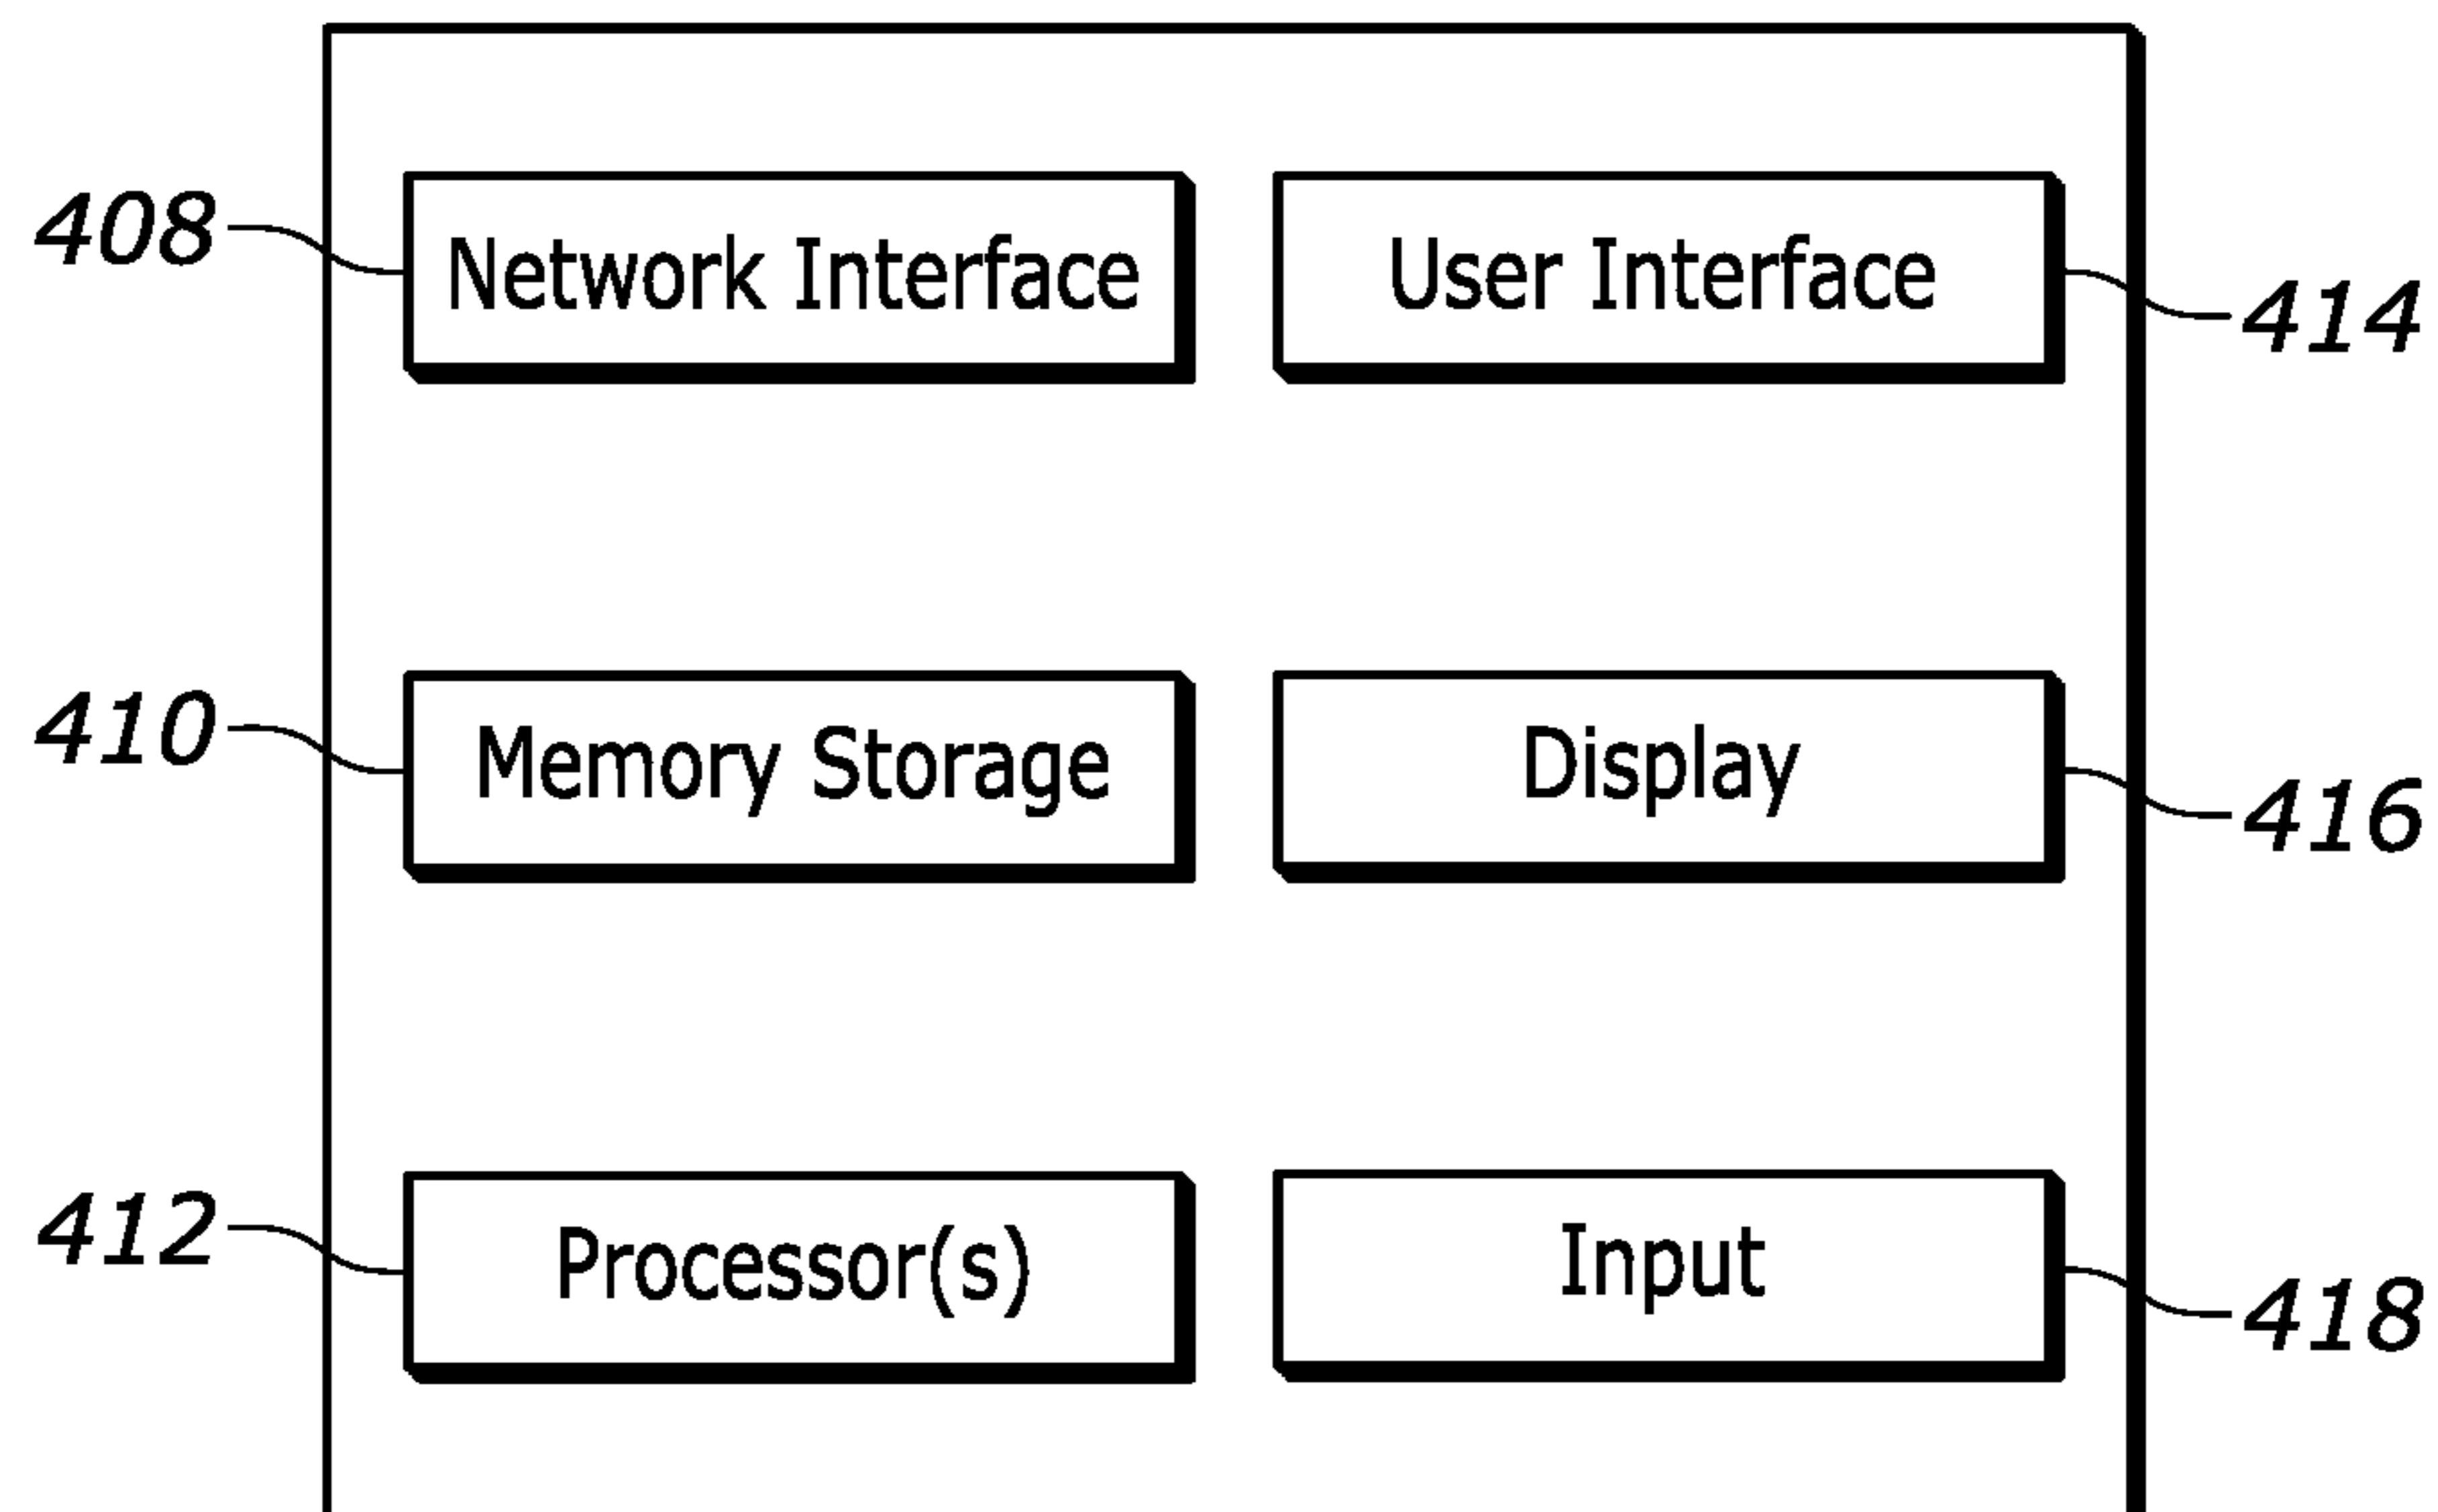 408
Network Interface
User Interface
414
410
Memory Storage
Display
416
412
Processor(s)
Input
418